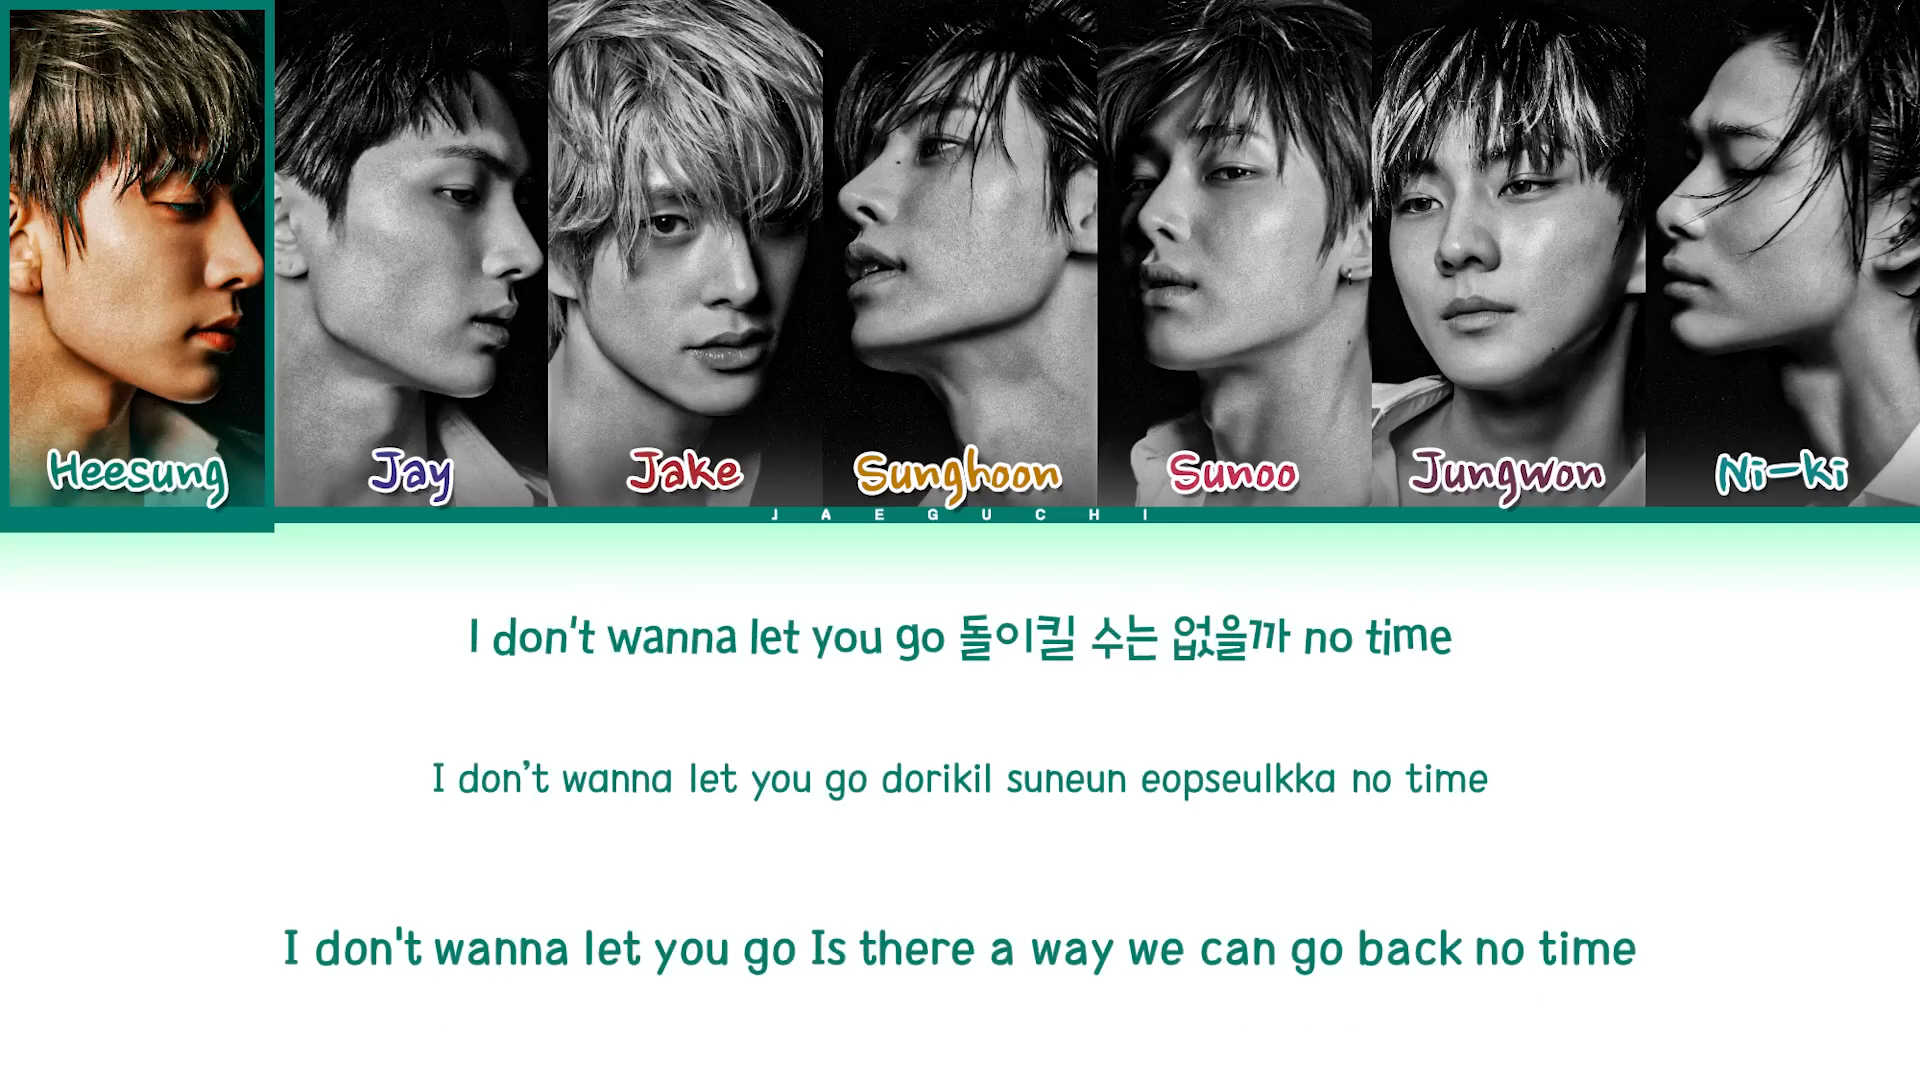 Heesung
Jay
Jake
Sunghoon
Sunoo
Jungwon
Ni-ki
JAEGUCHI
I don't wanna let you go 돌이킬 수는 없을까 no time
I don’t wanna let you go dorikil suneun eopseulkka no time
I don't wanna let you go Is there a way we can go back no time